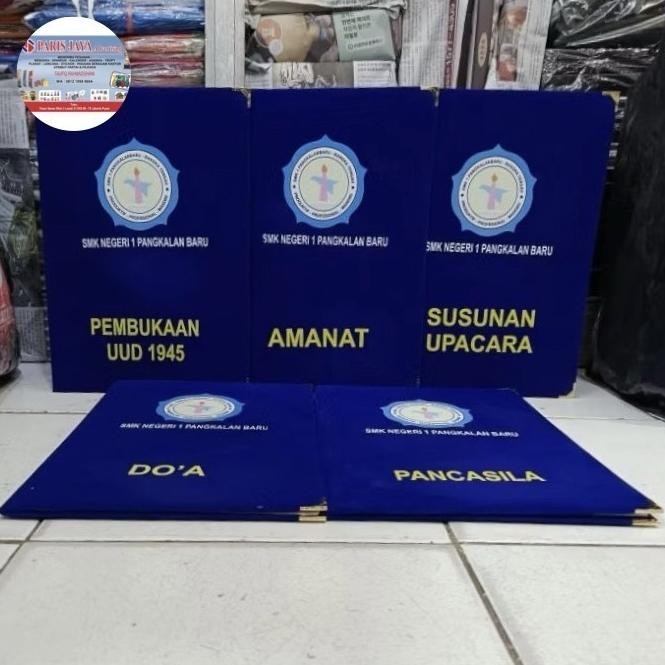 PARIS JAYA
SMK NEGERI 1 PANGKALAN BARU
PEMBUKAAN
UUD 1945
SMK NEGERI 1 PANGKALAN BARU
AMANAT
SMK NEGERI 1 PANGKALAN BARU
SUSUNAN
UPACARA
SMK NEGERI 1 PANGKALAN BARU
DO'A
SMK NEGERI 1 PANGKALAN BARU
PANCASILA